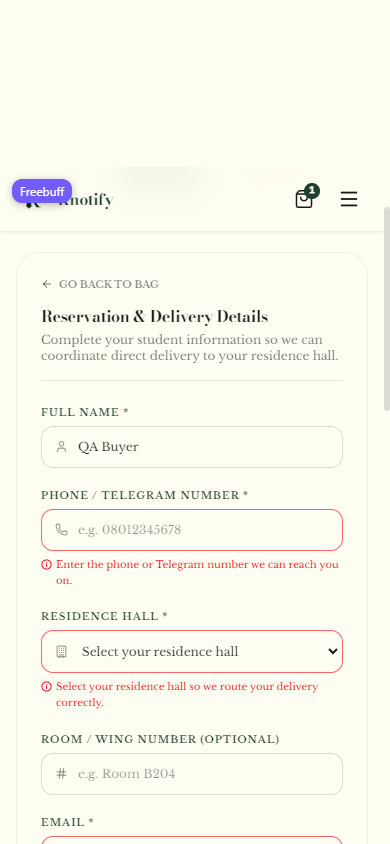 Freebuff
Knotify
1
GO BACK TO BAG
Reservation & Delivery Details
Complete your student information so we can
coordinate direct delivery to your residence hall.
FULL NAME *
QA Buyer
PHONE / TELEGRAM NUMBER *
e.g. 08012345678
Enter the phone or Telegram number we can reach you
on.
RESIDENCE HALL *
Select your residence hall
Select your residence hall so we route your delivery
correctly.
ROOM / WING NUMBER (OPTIONAL)
# e.g. Room B204
EMAIL *